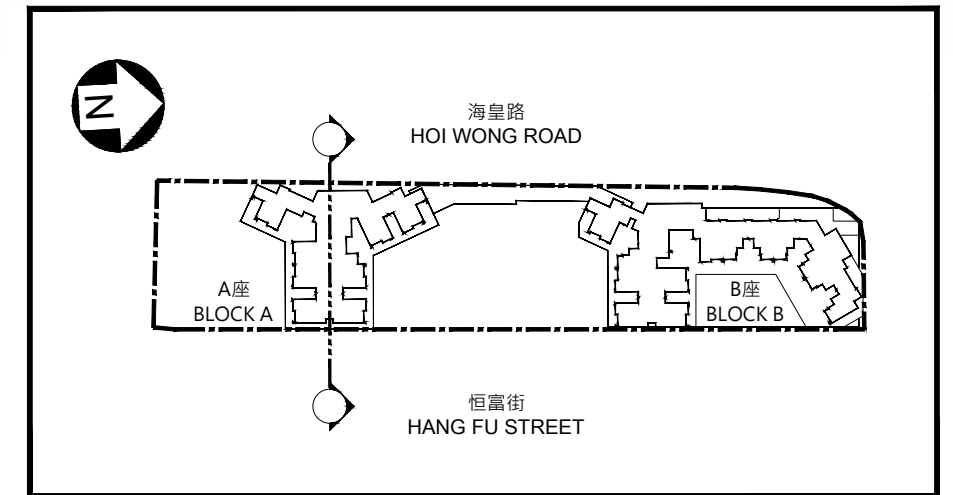 N
海皇路
HOI WONG ROAD
A座
BLOCK A
B座
BLOCK B
恒富街
HANG FU STREET